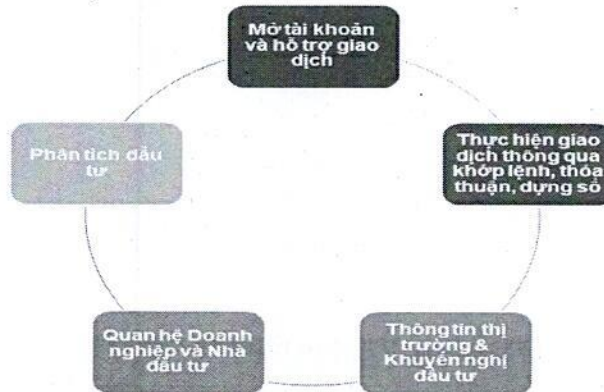 Mở tài khoản
và hỗ trợ giao
dịch
Thực hiện giao
dịch thông qua
khớp lệnh, thỏa
thuận, dựng sổ
Thông tin thị
trường &
Khuyến nghị
đầu tư
Quan hệ Doanh
nghiệp và Nhà
đầu tư
Phân tích đầu
tư